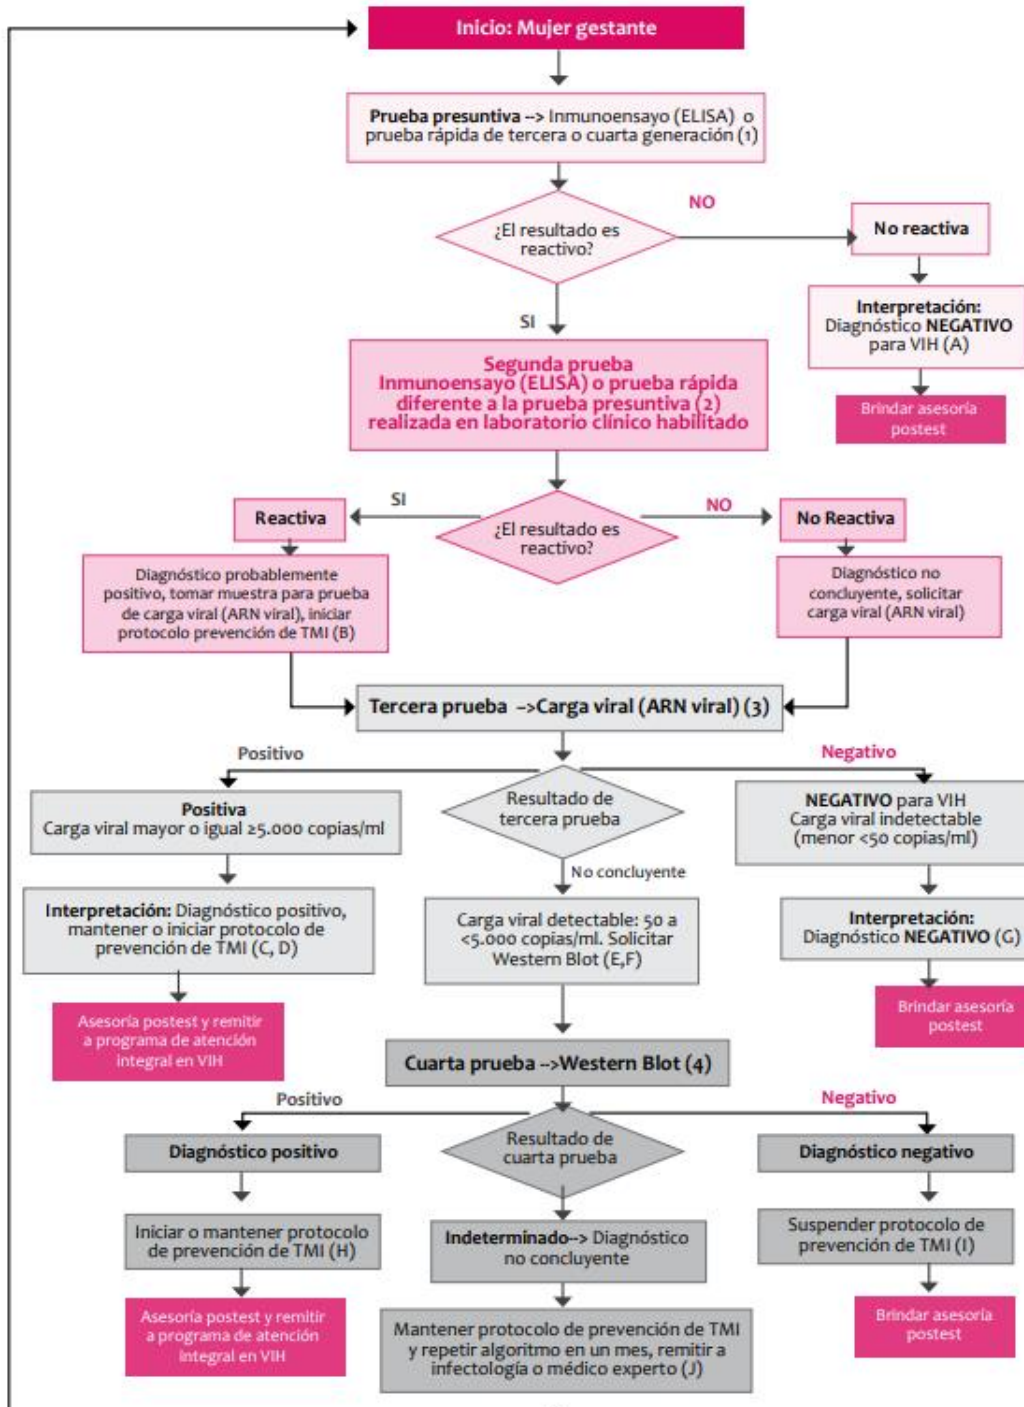 Inicio: Mujer gestante
Prueba presuntiva --> Inmunoensayo (ELISA) o
prueba rápida de tercera o cuarta generación (1)
¿El resultado es
reactivo?
NO
No reactiva
Interpretación:
Diagnóstico NEGATIVO
para VIH (A)
Brindar asesoría
postest
SI
Segunda prueba
Inmunoensayo (ELISA) o prueba rápida
diferente a la prueba presuntiva (2)
realizada en laboratorio clínico habilitado
¿El resultado es
reactivo?
SI
Reactiva
Diagnóstico probablemente
positivo, tomar muestra para prueba
de carga viral (ARN viral), iniciar
protocolo prevención de TMI (B)
NO
No Reactiva
Diagnóstico no
concluyente, solicitar
carga viral (ARN viral)
Tercera prueba -->Carga viral (ARN viral) (3)
Resultado de
tercera prueba
Positivo
Positiva
Carga viral mayor o igual ≥5.000 copias/ml
Interpretación: Diagnóstico positivo,
mantener o iniciar protocolo de
prevención de TMI (C, D)
Asesoría postest y remitir
a programa de atención
integral en VIH
No concluyente
Carga viral detectable: 50 a
<5.000 copias/ml. Solicitar
Western Blot (E,F)
Negativo
NEGATIVO para VIH
Carga viral indetectable
(menor <50 copias/ml)
Interpretación:
Diagnóstico NEGATIVO (G)
Brindar asesoría
postest
Cuarta prueba -->Western Blot (4)
Resultado de
cuarta prueba
Positivo
Diagnóstico positivo
Iniciar o mantener protocolo
de prevención de TMI (H)
Asesoría postest y remitir
a programa de atención
integral en VIH
Indeterminado--> Diagnóstico
no concluyente
Mantener protocolo de prevención de TMI
y repetir algoritmo en un mes, remitir a
infectología o médico experto (J)
Negativo
Diagnóstico negativo
Suspender protocolo de
prevención de TMI (I)
Brindar asesoría
postest